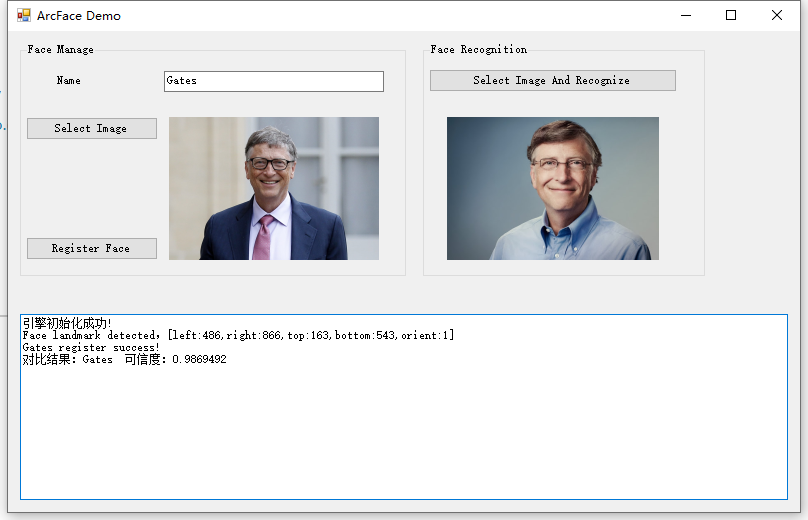 ArcFace Demo
Face Manage
Face Recognition
Name
Gates
Select Image And Recognize
Select Image
Register Face
引擎初始化成功!
Face landmark detected，[left:486,right:866,top:163,bottom:543,orient:1]
Gates register success!
对比结果：Gates  可信度：0.9869492